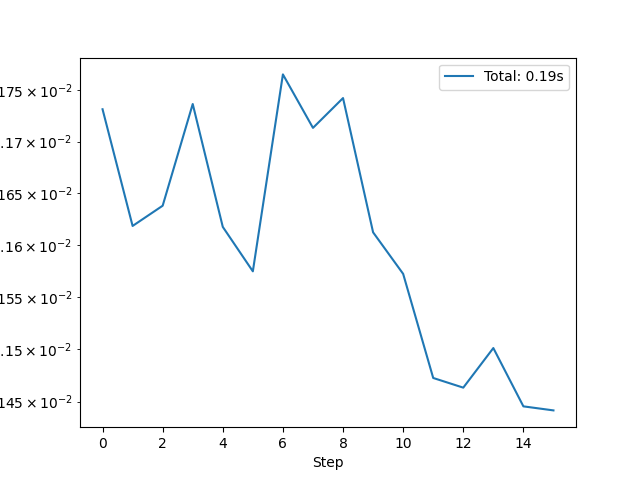 Total: 0.19s
175 × 10⁻²
.17 × 10⁻²
165 × 10⁻²
.16 × 10⁻²
155 × 10⁻²
.15 × 10⁻²
145 × 10⁻²
0 2 4 6 8 10 12 14
Step